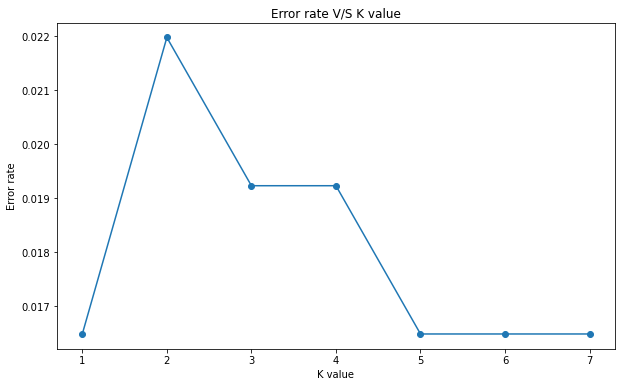 Error rate V/S K value
0.022
0.021
0.020
0.019
0.018
0.017
Error rate
1 2 3 4 5 6 7
K value